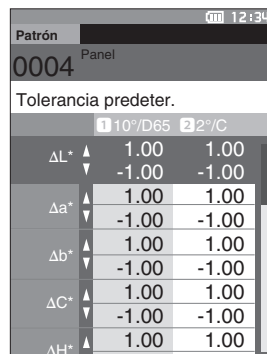 12:34
Patrón
0004 Panel
Tolerancia predeter.
1 10°/D65 2 2°/C
ΔL* 1.00 1.00
-1.00 -1.00
Δa* 1.00 1.00
-1.00 -1.00
Δb* 1.00 1.00
-1.00 -1.00
ΔC* 1.00 1.00
-1.00 -1.00
ΔH* 1.00 1.00